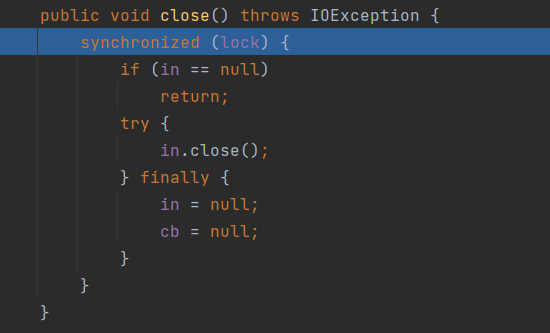 public void close() throws IOException {
synchronized (lock) {
if (in == null)
return;
try {
in.close();
} finally {
in = null;
cb = null;
}
}
}